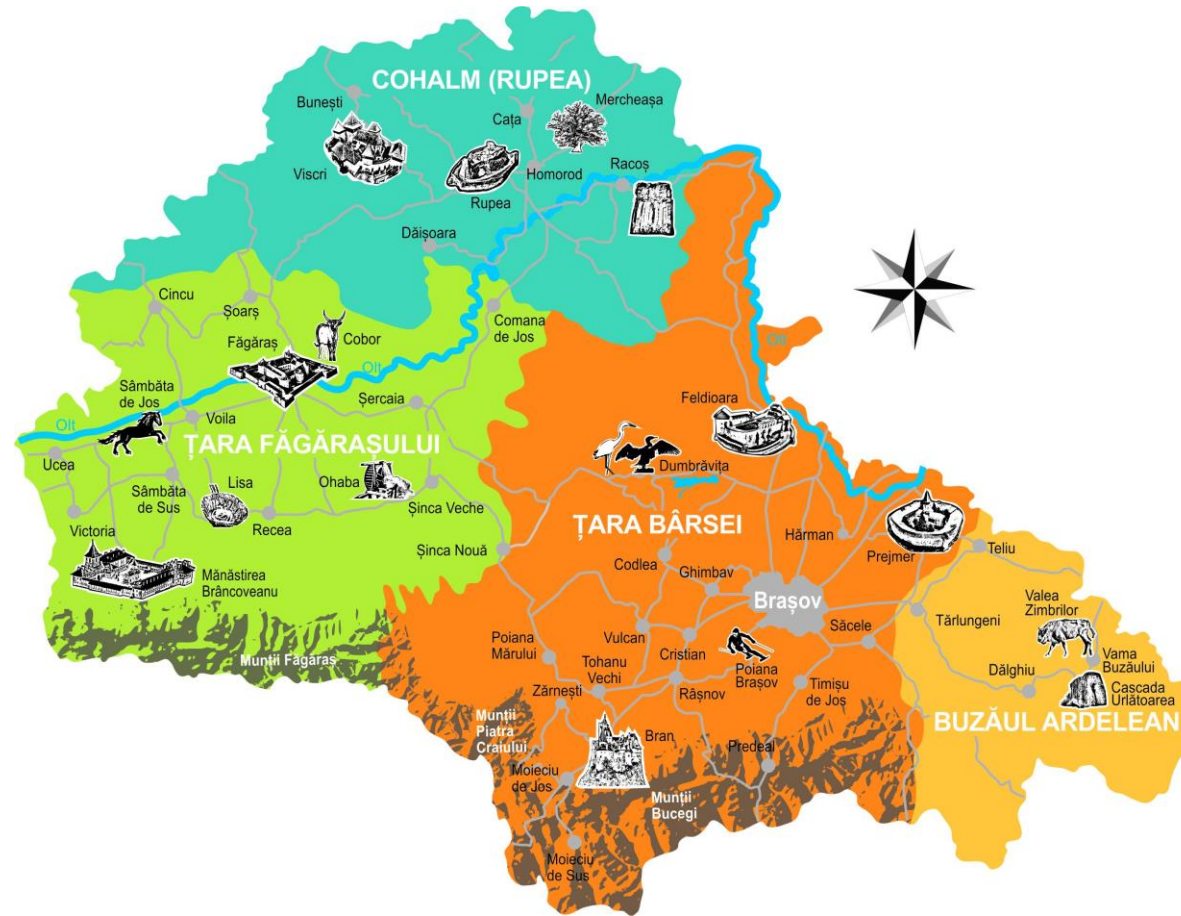 COHALM (RUPEA)
Bunești
Mercheașa
Cața
Viscri
Homorod
Racoș
Rupea
Dăișoara
Cincu
Șoarș
Comana
de Jos
Făgăraș
Cobor
Olt
Olt
Sâmbăta
de Jos
Șercaia
Feldioara
Olt
Voila
ȚARA FĂGĂRAȘULUI
Ucea
Dumbrăvița
Sâmbăta
de Sus
Lisa
Ohaba
Recea
Șinca Veche
ȚARA BÂRSEI
Victoria
Hărman
Prejmer
Teliu
Șinca Nouă
Codlea
Ghimbav
Mănăstirea
Brâncoveanu
Brașov
Valea
Zimbrilor
Tărlungeni
Vulcan
Săcele
Poiana
Mărului
Cristian
Vama
Buzăului
Munții Făgăraș
Tohanu
Vechi
Poiana
Brașov
Dălghiu
Zărnești
Râșnov
Timișu
de Jos
Cascada
Urlătoarea
BUZĂUL ARDELEAN
Munții
Piatra
Craiului
Bran
Predeal
Moieciu
de Jos
Munții
Bucegi
Moieciu
de Sus